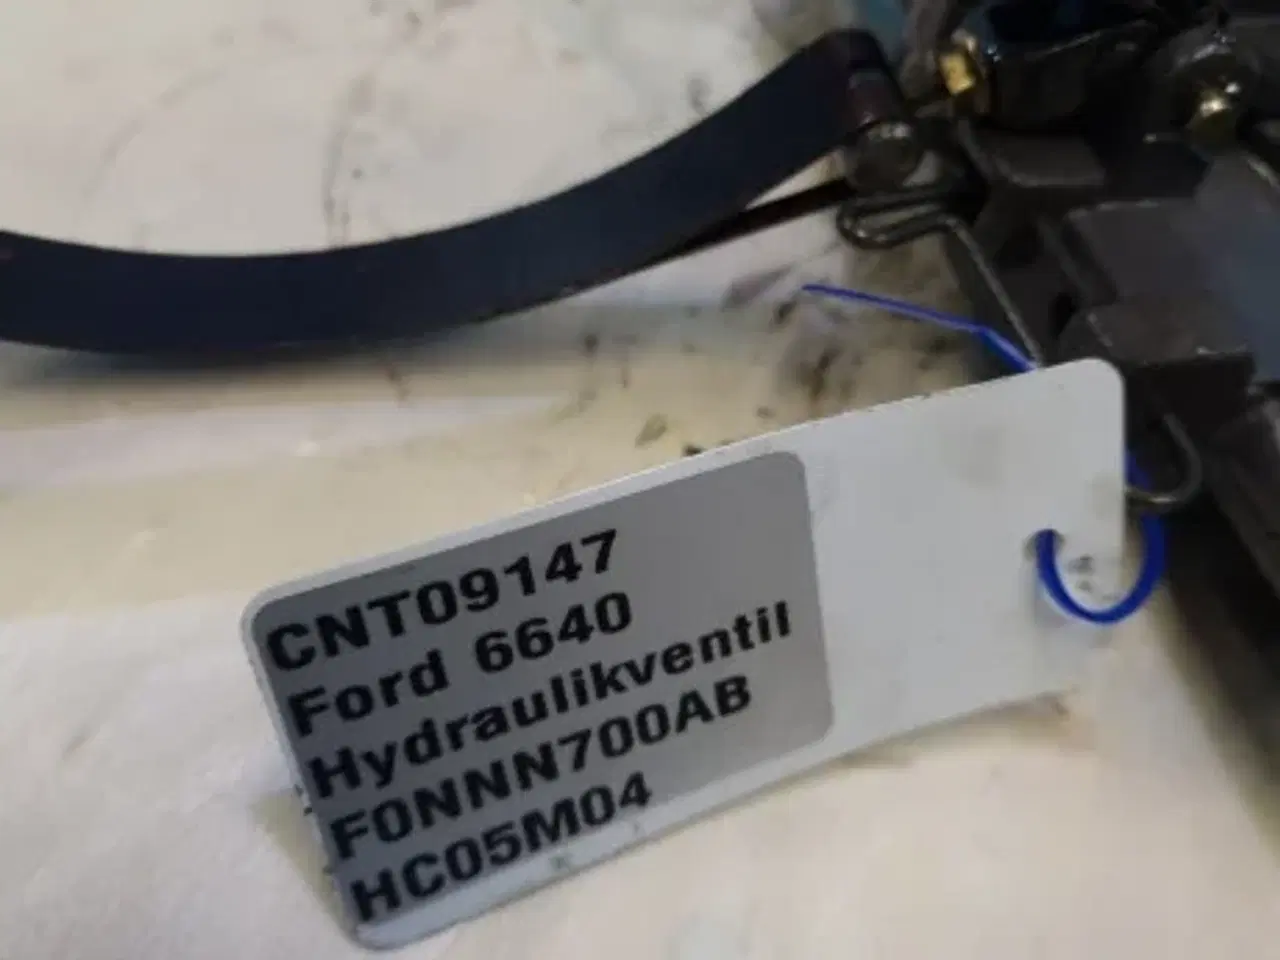 CNT09147
Ford 6640
Hydraulikventil
F0NNN700AB
HC05M04